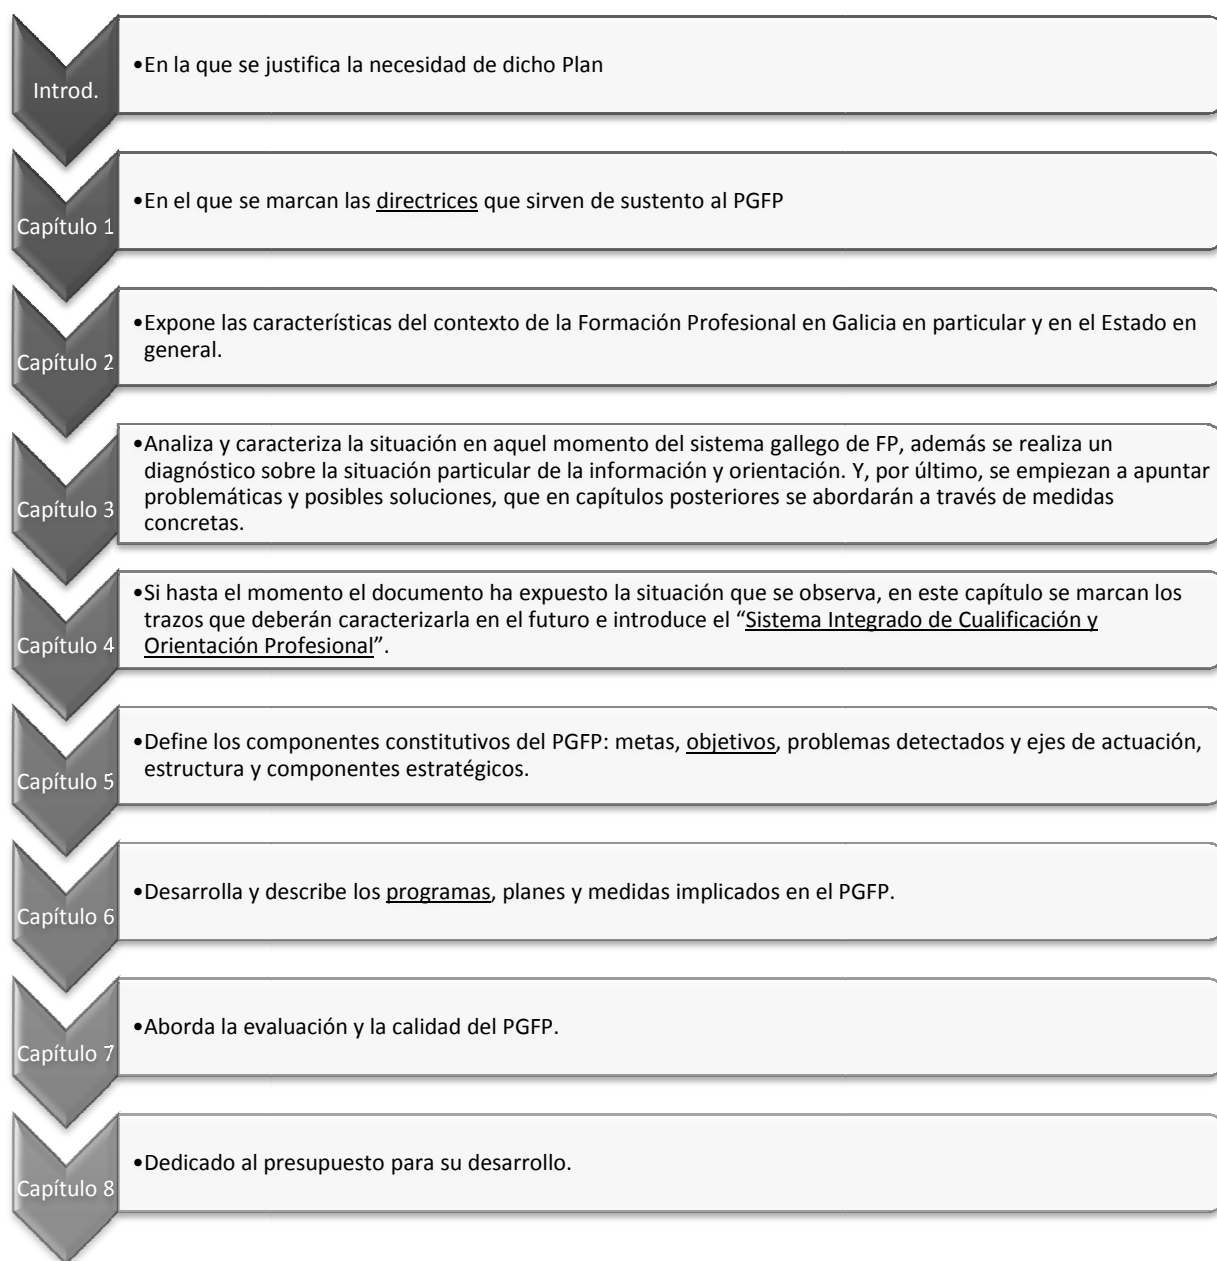 Introd.
•En la que se justifica la necesidad de dicho Plan
Capítulo 1
•En el que se marcan las directrices que sirven de sustento al PGFP
Capítulo 2
•Expone las características del contexto de la Formación Profesional en Galicia en particular y en el Estado en
general.
Capítulo 3
•Analiza y caracteriza la situación en aquel momento del sistema gallego de FP, además se realiza un
diagnóstico sobre la situación particular de la información y orientación. Y, por último, se empiezan a apuntar
problemáticas y posibles soluciones, que en capítulos posteriores se abordarán a través de medidas
concretas.
Capítulo 4
•Si hasta el momento el documento ha expuesto la situación que se observa, en este capítulo se marcan los
trazos que deberán caracterizarla en el futuro e introduce el “Sistema Integrado de Cualificación y
Orientación Profesional”.
Capítulo 5
•Define los componentes constitutivos del PGFP: metas, objetivos, problemas detectados y ejes de actuación,
estructura y componentes estratégicos.
Capítulo 6
•Desarrolla y describe los programas, planes y medidas implicados en el PGFP.
Capítulo 7
•Aborda la evaluación y la calidad del PGFP.
Capítulo 8
•Dedicado al presupuesto para su desarrollo.